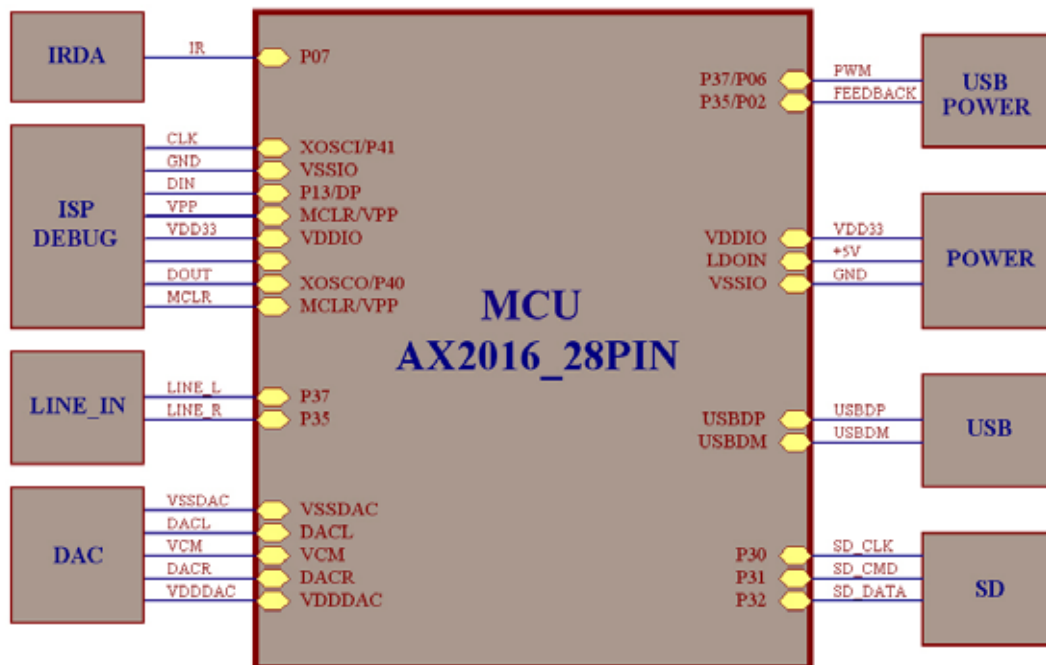 IRDA
IR
P07
ISP
DEBUG
CLK
XOSCI/P41
GND
VSSIO
DIN
P13/DP
VPP
MCLR/VPP
VDD33
VDDIO
DOUT
XOSCO/P40
MCLR
MCLR/VPP
LINE_IN
LINE_L
P37
LINE_R
P35
DAC
VSSDAC
VSSDAC
DACL
DACL
VCM
VCM
DACR
DACR
VDDDAC
VDDDAC
MCU
AX2016_28PIN
P37/P06
PWM
P35/P02
FEEDBACK
USB
POWER
VDDIO
VDD33
LDOIN
+5V
VSSIO
GND
POWER
USBDP
USBDP
USBDM
USBDM
USB
P30
SD_CLK
P31
SD_CMD
P32
SD_DATA
SD